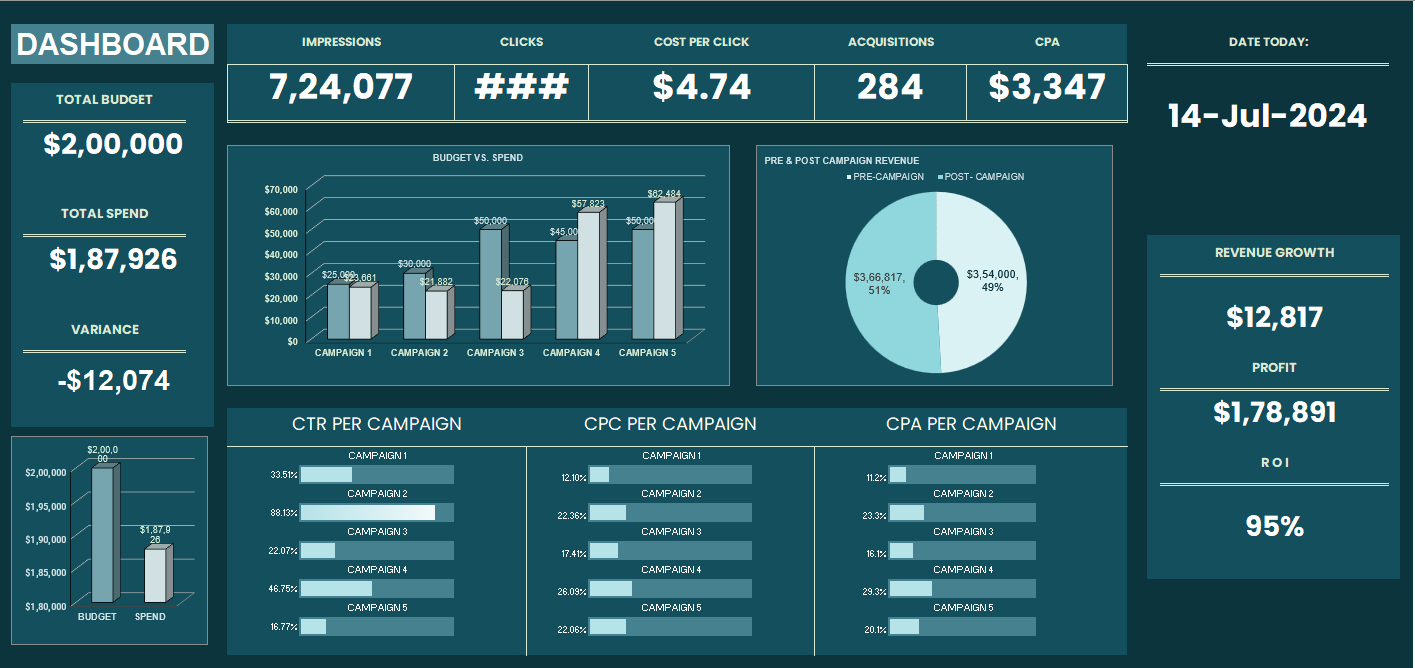 DASHBOARD
TOTAL BUDGET
$2,00,000
TOTAL SPEND
$1,87,926
VARIANCE
-$12,074
$2,00,0
00
$2,00,000
$1,95,000
$1,87,9
26
$1,90,000
$1,85,000
$1,80,000
BUDGET SPEND
IMPRESSIONS CLICKS COST PER CLICK ACQUISITIONS CPA
7,24,077 ### $4.74 284 $3,347
BUDGET VS. SPEND
$70,000
$60,000
$50,000
$40,000
$30,000
$20,000
$10,000
$0
$25,000 $23,661 $30,000 $21,882 $50,000 $22,076 $45,00 $57,823 $50,00 $62,484
CAMPAIGN 1 CAMPAIGN 2 CAMPAIGN 3 CAMPAIGN 4 CAMPAIGN 5
PRE & POST CAMPAIGN REVENUE
PRE-CAMPAIGN POST- CAMPAIGN
$3,66,817,
51%
$3,54,000,
49%
CTR PER CAMPAIGN
CAMPAIGN 1
33.51%
CAMPAIGN 2
88.13%
CAMPAIGN 3
22.07%
CAMPAIGN 4
46.75%
CAMPAIGN 5
16.77%
CPC PER CAMPAIGN
CAMPAIGN 1
12.10%
CAMPAIGN 2
22.36%
CAMPAIGN 3
17.41%
CAMPAIGN 4
26.09%
CAMPAIGN 5
22.06%
CPA PER CAMPAIGN
CAMPAIGN 1
11.2%
CAMPAIGN 2
23.3%
CAMPAIGN 3
16.1%
CAMPAIGN 4
29.3%
CAMPAIGN 5
20.1%
DATE TODAY:
14-Jul-2024
REVENUE GROWTH
$12,817
PROFIT
$1,78,891
R O I
95%